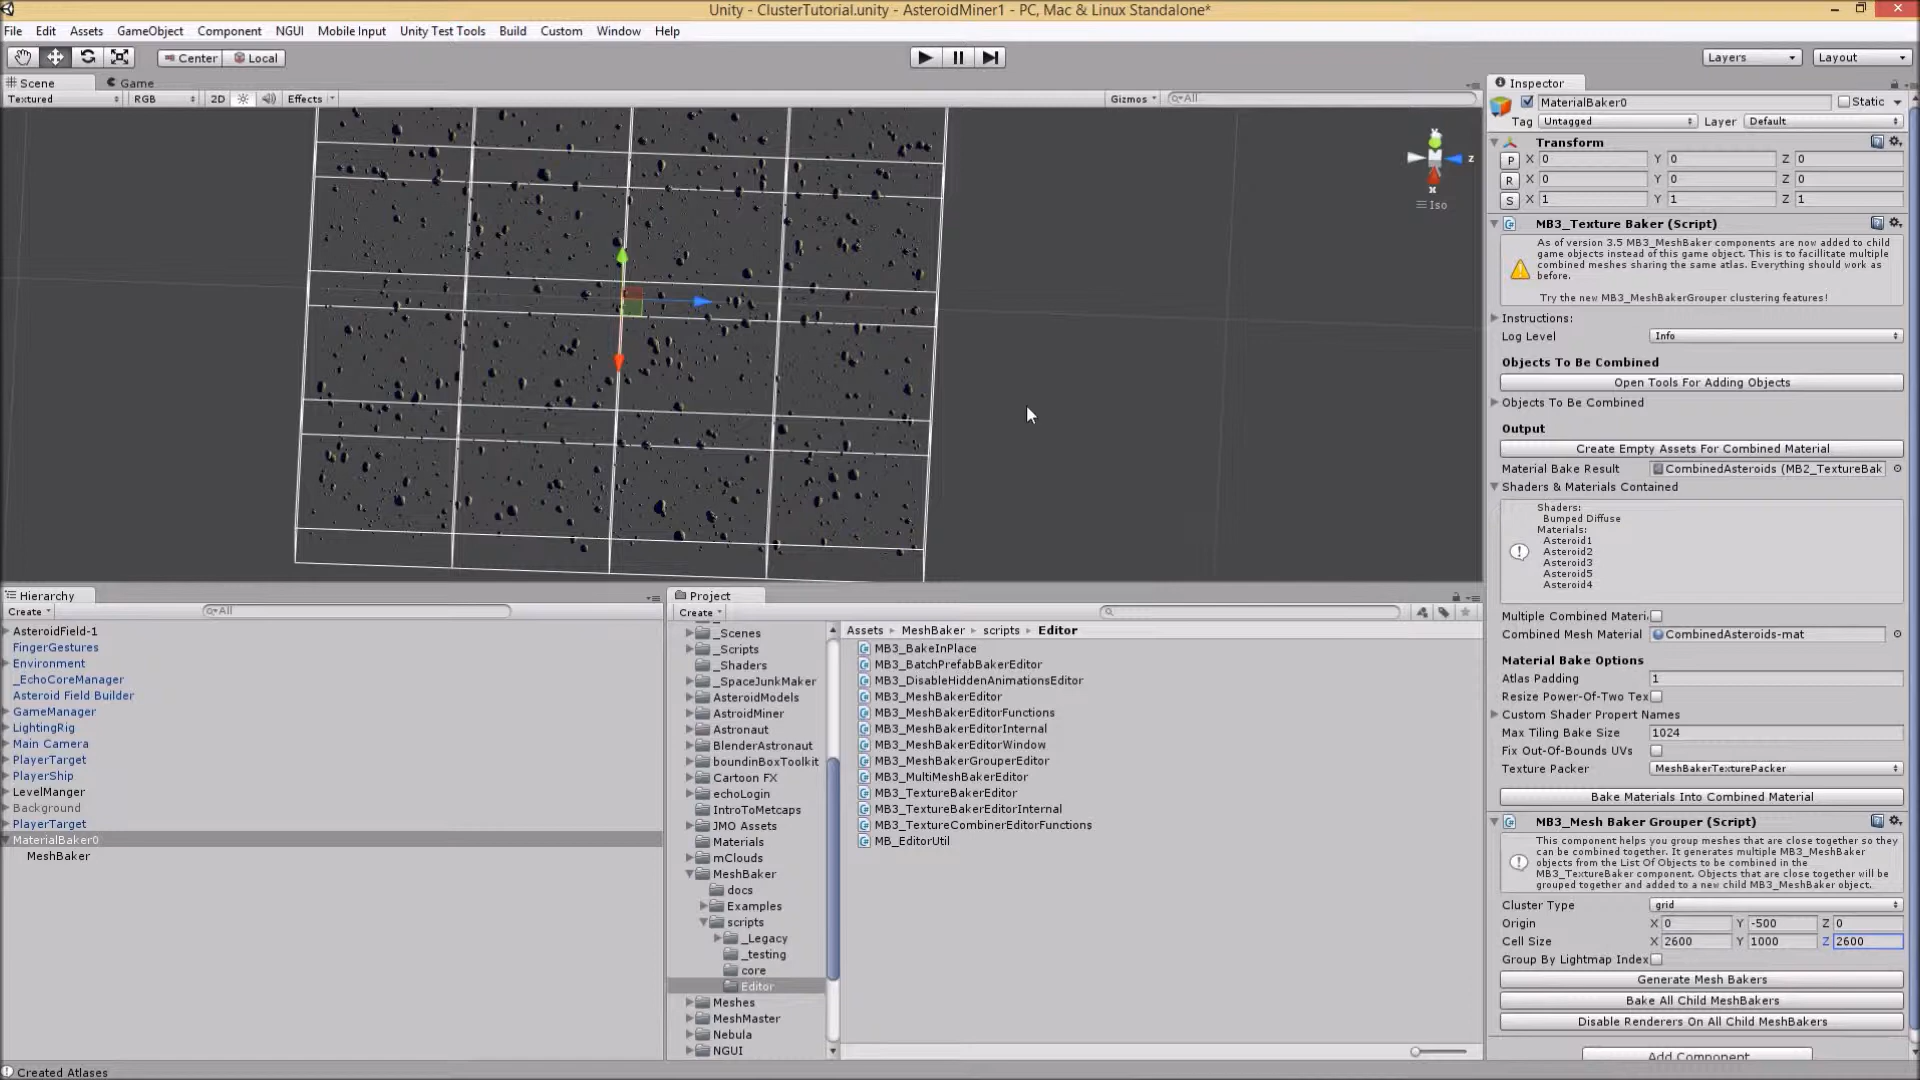 Unity - ClusterTutorial.unity - AsteroidMiner1 - PC, Mac & Linux Standalone*
File Edit Assets GameObject Component NGUI Mobile Input Unity Test Tools Build Custom Window Help
Center Local Layers Layout
Scene Game
Textured RGB 2D Effects Gizmos All
y z x
Iso
Inspector
MaterialBaker0 Static
Tag Untagged Layer Default
Transform
P X 0 Y 0 Z 0
R X 0 Y 0 Z 0
S X 1 Y 1 Z 1
MB3_Texture Baker (Script)
As of version 3.5 MB3_MeshBaker components are now added to child
game objects instead of this game object. This is to facilitate multiple
combined meshes sharing the same atlas. Everything should work as
before.
Try the new MB3_MeshBakerGrouper clustering features!
Instructions:
Log Level Info
Objects To Be Combined
Open Tools For Adding Objects
Objects To Be Combined
Output
Create Empty Assets For Combined Material
Material Bake Result CombinedAsteroids (MB2_TextureBak
Shaders & Materials Contained
Shaders:
Bumped Diffuse
Materials:
Asteroid1
Asteroid2
Asteroid3
Asteroid5
Asteroid4
Multiple Combined Materi
Combined Mesh Material CombinedAsteroids-mat
Material Bake Options
Atlas Padding 1
Resize Power-Of-Two Tex
Custom Shader Propert Names
Max Tiling Bake Size 1024
Fix Out-Of-Bounds UVs
Texture Packer MeshBakerTexturePacker
Bake Materials Into Combined Material
MB3_Mesh Baker Grouper (Script)
This component helps you group meshes that are close together so they
can be combined together. It generates multiple MB3_MeshBaker
objects from the List Of Objects to be combined in the
MB3_TextureBaker component. Objects that are close together will be
grouped together and added to a new child MB3_MeshBaker object.
Cluster Type grid
Origin X 0 Y -500 Z 0
Cell Size X 2600 Y 1000 Z 2600
Group By Lightmap Index
Generate Mesh Bakers
Bake All Child MeshBakers
Disable Renderers On All Child MeshBakers
Add Component
Hierarchy
Create All
AsteroidField-1
FingerGestures
Environment
_EchoCoreManager
Asteroid Field Builder
GameManager
LightingRig
Main Camera
PlayerTarget
PlayerShip
LevelManger
Background
PlayerTarget
MaterialBaker0
MeshBaker
Project
Create
_Scenes
_Scripts
_Shaders
_SpaceJunkMaker
AsteroidModels
AstroidMiner
Astronaut
BlenderAstronaut
boundinBoxToolkit
Cartoon FX
echoLogin
IntroToMetcaps
JMO Assets
Materials
mClouds
MeshBaker
docs
Examples
scripts
_Legacy
_testing
core
Editor
Meshes
MeshMaster
Nebula
NGUI
Assets MeshBaker scripts Editor
MB3_BakeInPlace
MB3_BatchPrefabBakerEditor
MB3_DisableHiddenAnimationsEditor
MB3_MeshBakerEditor
MB3_MeshBakerEditorFunctions
MB3_MeshBakerEditorInternal
MB3_MeshBakerEditorWindow
MB3_MeshBakerGrouperEditor
MB3_MultiMeshBakerEditor
MB3_TextureBakerEditor
MB3_TextureBakerEditorInternal
MB3_TextureCombinerEditorFunctions
MB_EditorUtil
Created Atlases